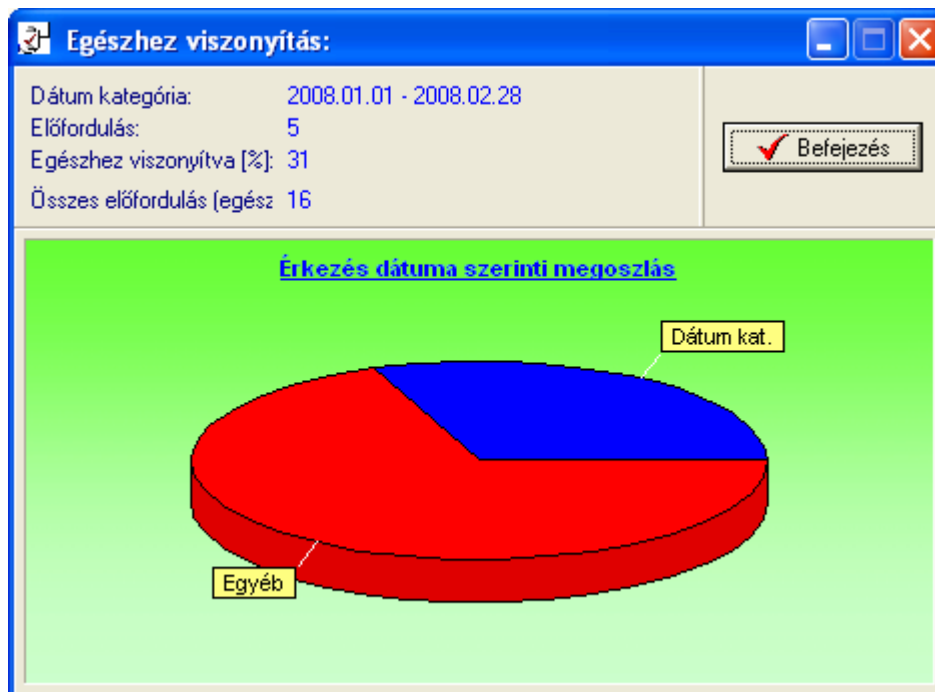 Egészhez viszonyítás:
Dátum kategória: 2008.01.01 - 2008.02.28
Előfordulás: 5
Egészhez viszonyítva [%]: 31
Összes előfordulás (egész 16
Befejezés
Érkezés dátuma szerinti megoszlás
Dátum kat.
Egyéb